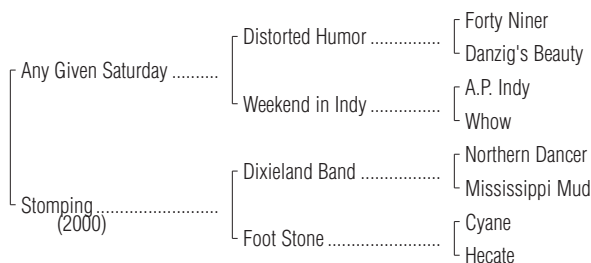 Forty Niner
Distorted Humor ...............
Danzig's Beauty
Any Given Saturday ..........
A.P. Indy
Weekend in Indy ...............
Whow
Northern Dancer
Dixieland Band .................
Mississippi Mud
Stomping..........................
(2000)
Cyane
Foot Stone ........................
Hecate